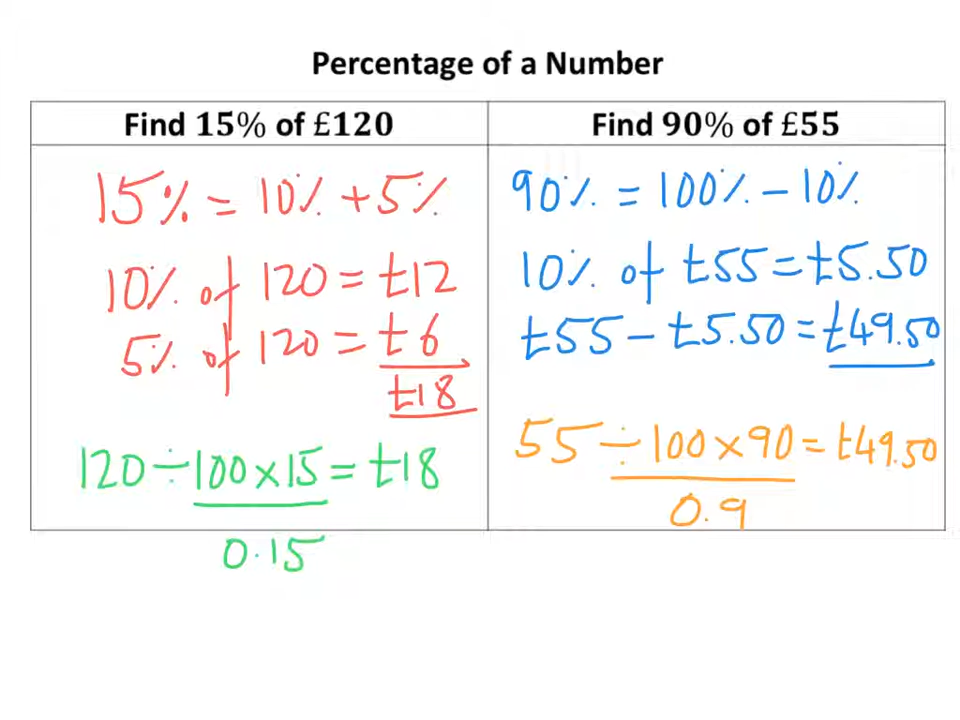 Percentage of a Number
Find 15% of £120
15% = 10% + 5%
10% of 120 = £12
5% of 120 = £6
£18
120 ÷ 100 × 15 = £18
0.15
Find 90% of £55
90% = 100% − 10%
10% of £55 = £5.50
£55 − £5.50 = £49.50
55 ÷ 100 × 90 = £49.50
0.9